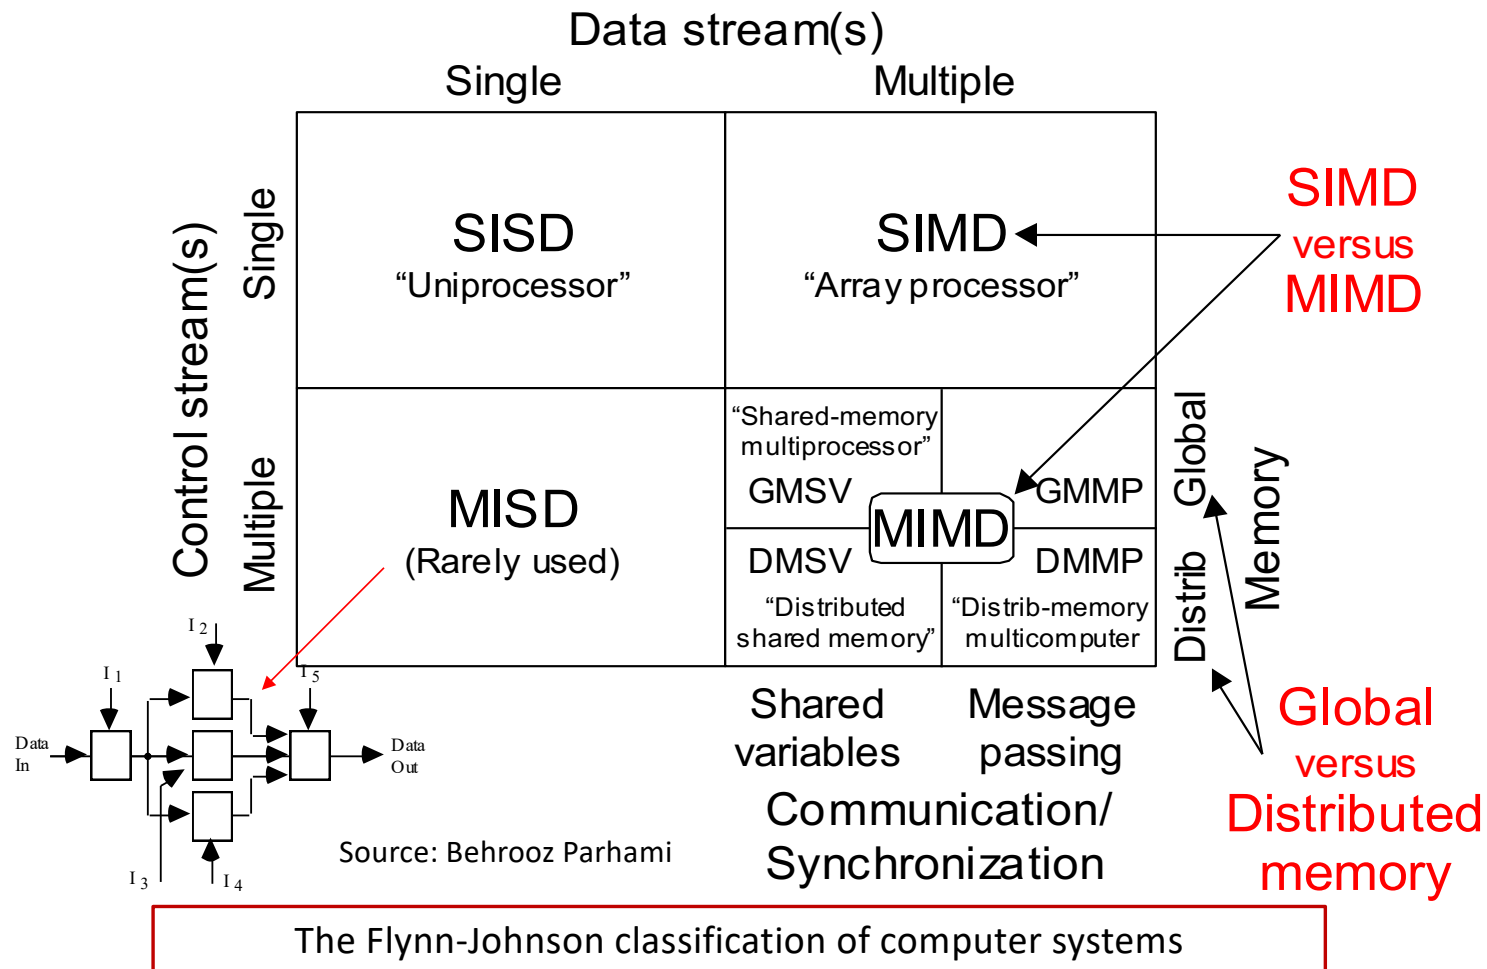 Data stream(s)
Single
Multiple
Control stream(s)
Single
Multiple
SISD
“Uniprocessor”
SIMD
“Array processor”
SIMD
versus
MIMD
MISD
(Rarely used)
“Shared-memory
multiprocessor”
GMSV
GMMP
MIMD
DMSV
DMMP
“Distributed
shared memory”
“Distrib-memory
multicomputer
Global
Distrib
Memory
Shared
variables
Message
passing
Communication/
Synchronization
Global
versus
Distributed
memory
I 1
I 2
I 5
Data
In
Data
Out
I 3
I 4
Source: Behrooz Parhami
The Flynn-Johnson classification of computer systems